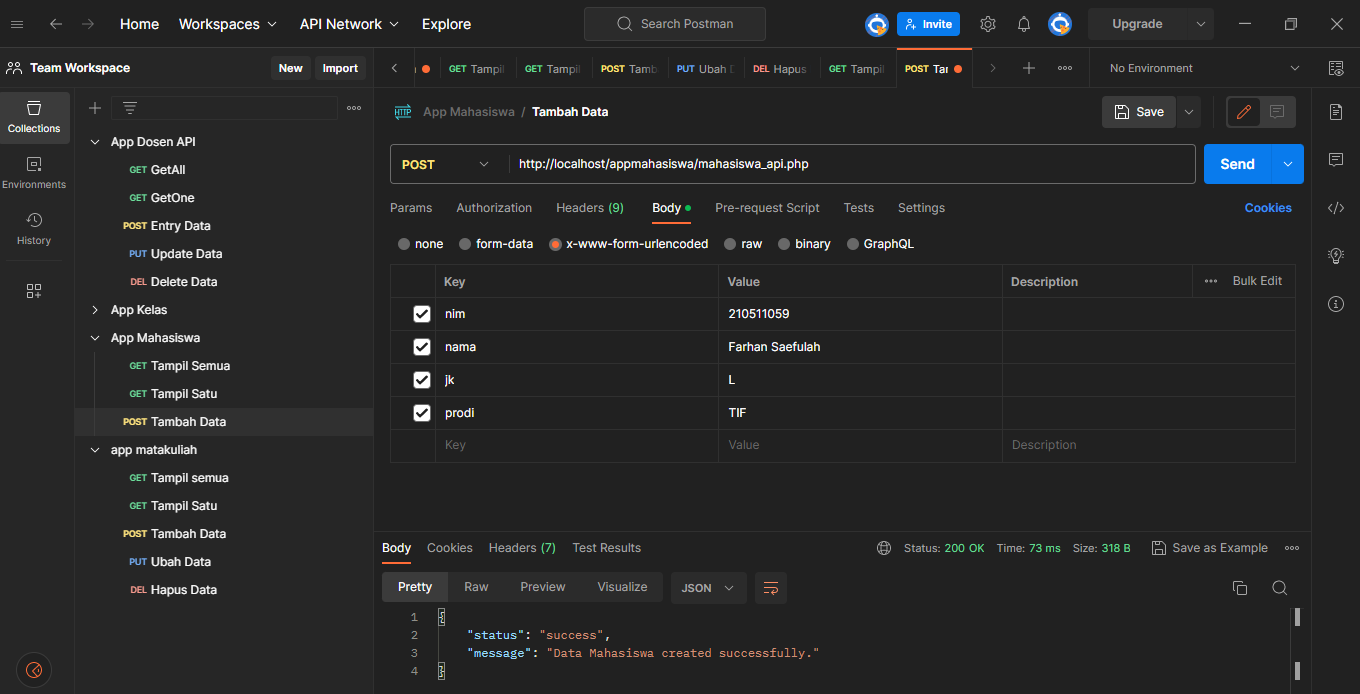 Home Workspaces API Network Explore Search Postman Invite Upgrade
Team Workspace New Import GET Tampil GET Tampil POST Tamb PUT Ubah DEL Hapus GET Tampil POST Tar No Environment
Collections
Environments
History
App Dosen API
GET GetAll
GET GetOne
POST Entry Data
PUT Update Data
DEL Delete Data
App Kelas
App Mahasiswa
GET Tampil Semua
GET Tampil Satu
POST Tambah Data
app matakuliah
GET Tampil semua
GET Tampil Satu
POST Tambah Data
PUT Ubah Data
DEL Hapus Data
HTTP App Mahasiswa / Tambah Data Save
POST http://localhost/appmahasiswa/mahasiswa_api.php Send
Params Authorization Headers (9) Body Pre-request Script Tests Settings Cookies
none form-data x-www-form-urlencoded raw binary GraphQL
Key Value Description Bulk Edit
nim 210511059
nama Farhan Saefulah
jk L
prodi TIF
Key Value Description
Body Cookies Headers (7) Test Results Status: 200 OK Time: 73 ms Size: 318 B Save as Example
Pretty Raw Preview Visualize JSON
1 {
2 "status": "success",
3 "message": "Data Mahasiswa created successfully."
4 }